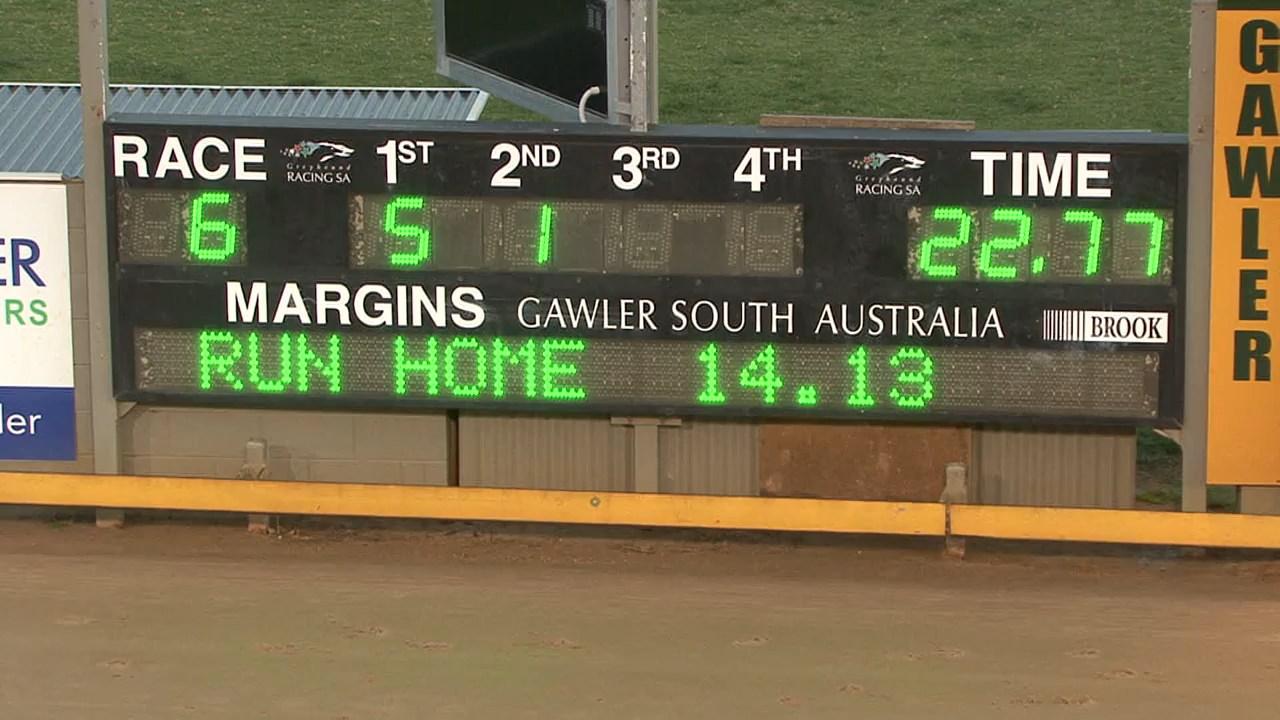 RACE Greyhound RACING SA 1ST 2ND 3RD 4TH Greyhound RACING SA TIME
6 5 1 22.77
MARGINS GAWLER SOUTH AUSTRALIA BROOK
RUN HOME 14.13
ER
RS
ler
GAWLER